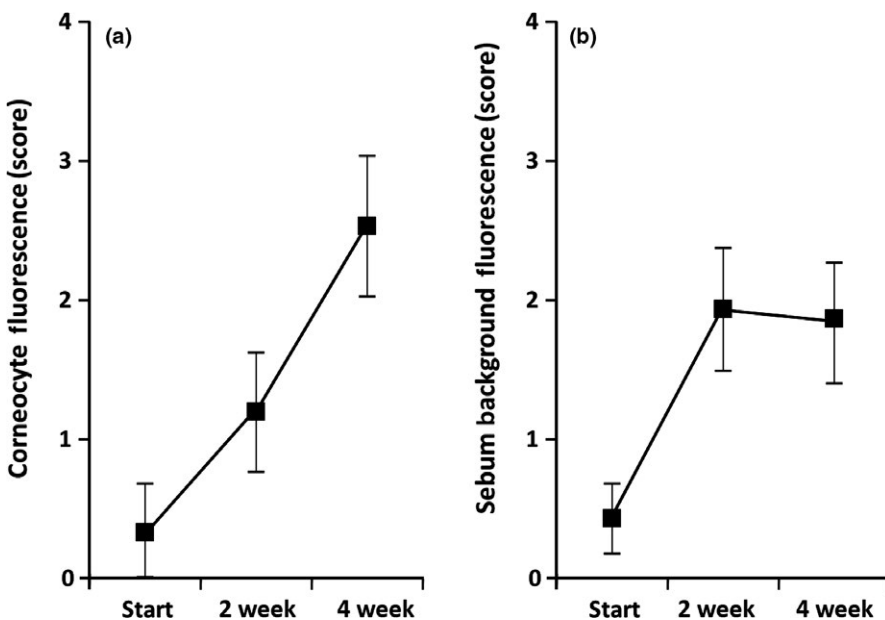 (a)
Corneocyte fluorescence (score)
4
3
2
1
0
Start
2 week
4 week
(b)
Sebum background fluorescence (score)
4
3
2
1
0
Start
2 week
4 week